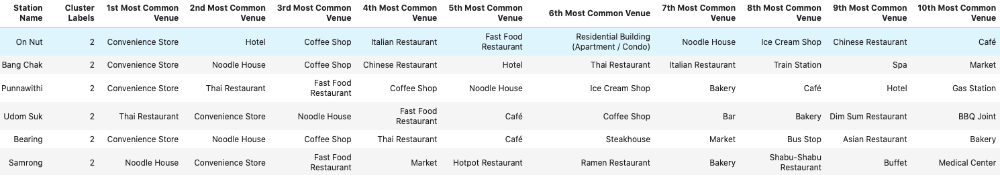 Station Name Cluster Labels 1st Most Common Venue 2nd Most Common Venue 3rd Most Common Venue 4th Most Common Venue 5th Most Common Venue 6th Most Common Venue 7th Most Common Venue 8th Most Common Venue 9th Most Common Venue 10th Most Common Venue
On Nut 2 Convenience Store Hotel Coffee Shop Italian Restaurant Fast Food Restaurant Residential Building (Apartment / Condo) Noodle House Ice Cream Shop Chinese Restaurant Café
Bang Chak 2 Convenience Store Noodle House Coffee Shop Chinese Restaurant Hotel Thai Restaurant Italian Restaurant Train Station Spa Market
Punnawithi 2 Convenience Store Thai Restaurant Fast Food Restaurant Coffee Shop Noodle House Ice Cream Shop Bakery Café Hotel Gas Station
Udom Suk 2 Thai Restaurant Convenience Store Noodle House Fast Food Restaurant Café Coffee Shop Bar Bakery Dim Sum Restaurant BBQ Joint
Bearing 2 Convenience Store Noodle House Coffee Shop Thai Restaurant Café Steakhouse Market Bus Stop Asian Restaurant Bakery
Samrong 2 Noodle House Convenience Store Fast Food Restaurant Market Hotpot Restaurant Ramen Restaurant Bakery Shabu-Shabu Restaurant Buffet Medical Center